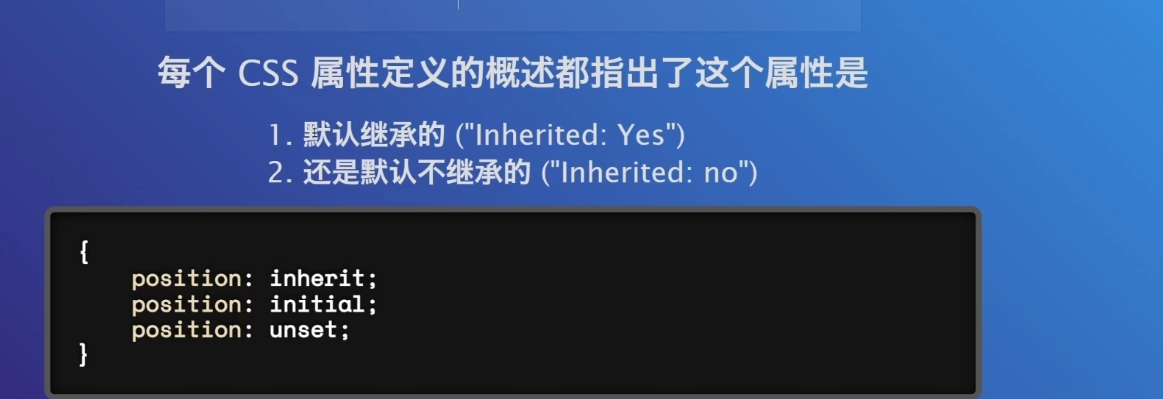 每个 CSS 属性定义的概述都指出了这个属性是
1. 默认继承的 ("Inherited: Yes")
2. 还是默认不继承的 ("Inherited: no")
{
position: inherit;
position: initial;
position: unset;
}